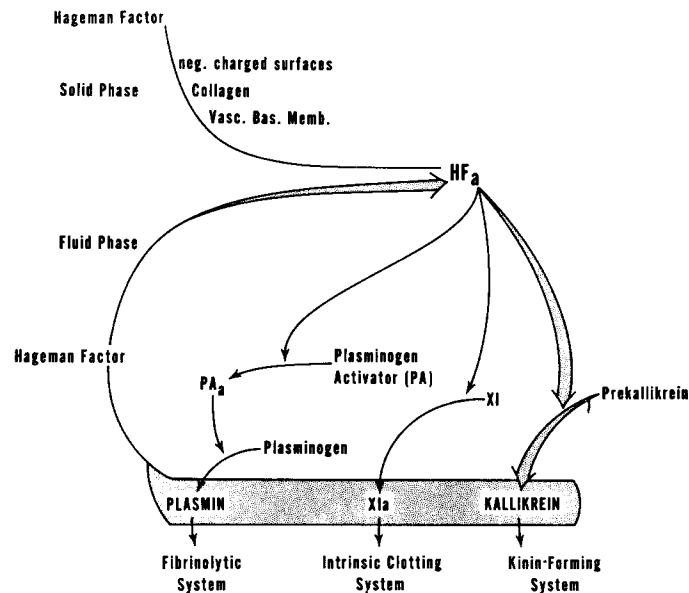 Hageman Factor
neg. charged surfaces
Solid Phase
Collagen
Vasc. Bas. Memb.
HFa
Fluid Phase
Hageman Factor
Plasminogen
Activator (PA)
PAa
XI
Prekallikrein
Plasminogen
PLASMIN
XIa
KALLIKREIN
Fibrinolytic
System
Intrinsic Clotting
System
Kinin-Forming
System